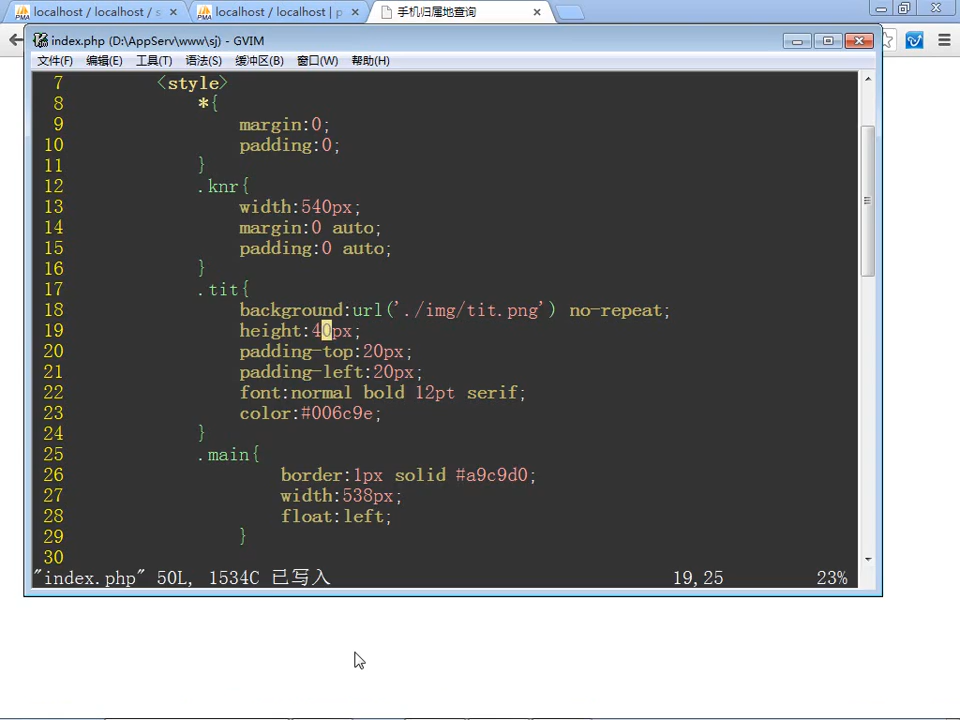 localhost / localhost / s
localhost / localhost | p
手机归属地查询
index.php (D:\AppServ\www\sj) - GVIM
文件(F) 编辑(E) 工具(T) 语法(S) 缓冲区(B) 窗口(W) 帮助(H)
7 <style>
8 *{
9 margin:0;
10 padding:0;
11 }
12 .knr{
13 width:540px;
14 margin:0 auto;
15 padding:0 auto;
16 }
17 .tit{
18 background:url('./img/tit.png') no-repeat;
19 height:40px;
20 padding-top:20px;
21 padding-left:20px;
22 font:normal bold 12pt serif;
23 color:#006c9e;
24 }
25 .main{
26 border:1px solid #a9c9d0;
27 width:538px;
28 float:left;
29 }
30
"index.php" 50L, 1534C 已写入 19,25 23%